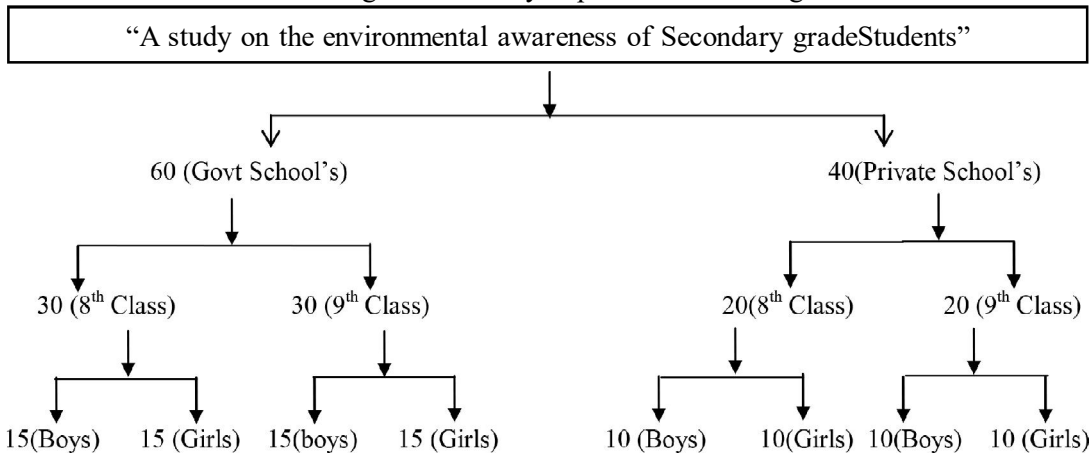 “A study on the environmental awareness of Secondary gradeStudents”
60 (Govt School’s) 40(Private School’s)
30 (8th Class) 30 (9th Class) 20(8th Class) 20 (9th Class)
15(Boys) 15 (Girls) 15(boys) 15 (Girls) 10 (Boys) 10(Girls) 10(Boys) 10 (Girls)